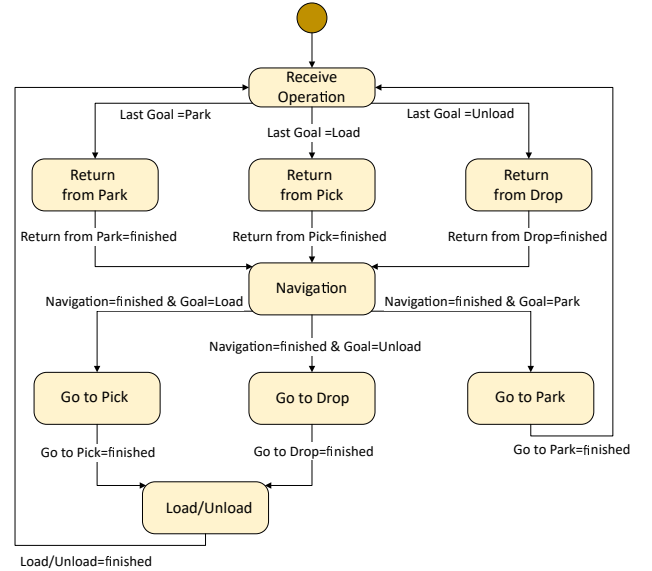 Receive
Operation
Last Goal =Park
Last Goal =Load
Last Goal =Unload
Return
from Park
Return
from Pick
Return
from Drop
Return from Park=finished
Return from Pick=finished
Return from Drop=finished
Navigation
Navigation=finished & Goal=Load
Navigation=finished & Goal=Park
Navigation=finished & Goal=Unload
Go to Pick
Go to Drop
Go to Park
Go to Pick=finished
Go to Drop=finished
Go to Park=finished
Load/Unload
Load/Unload=finished